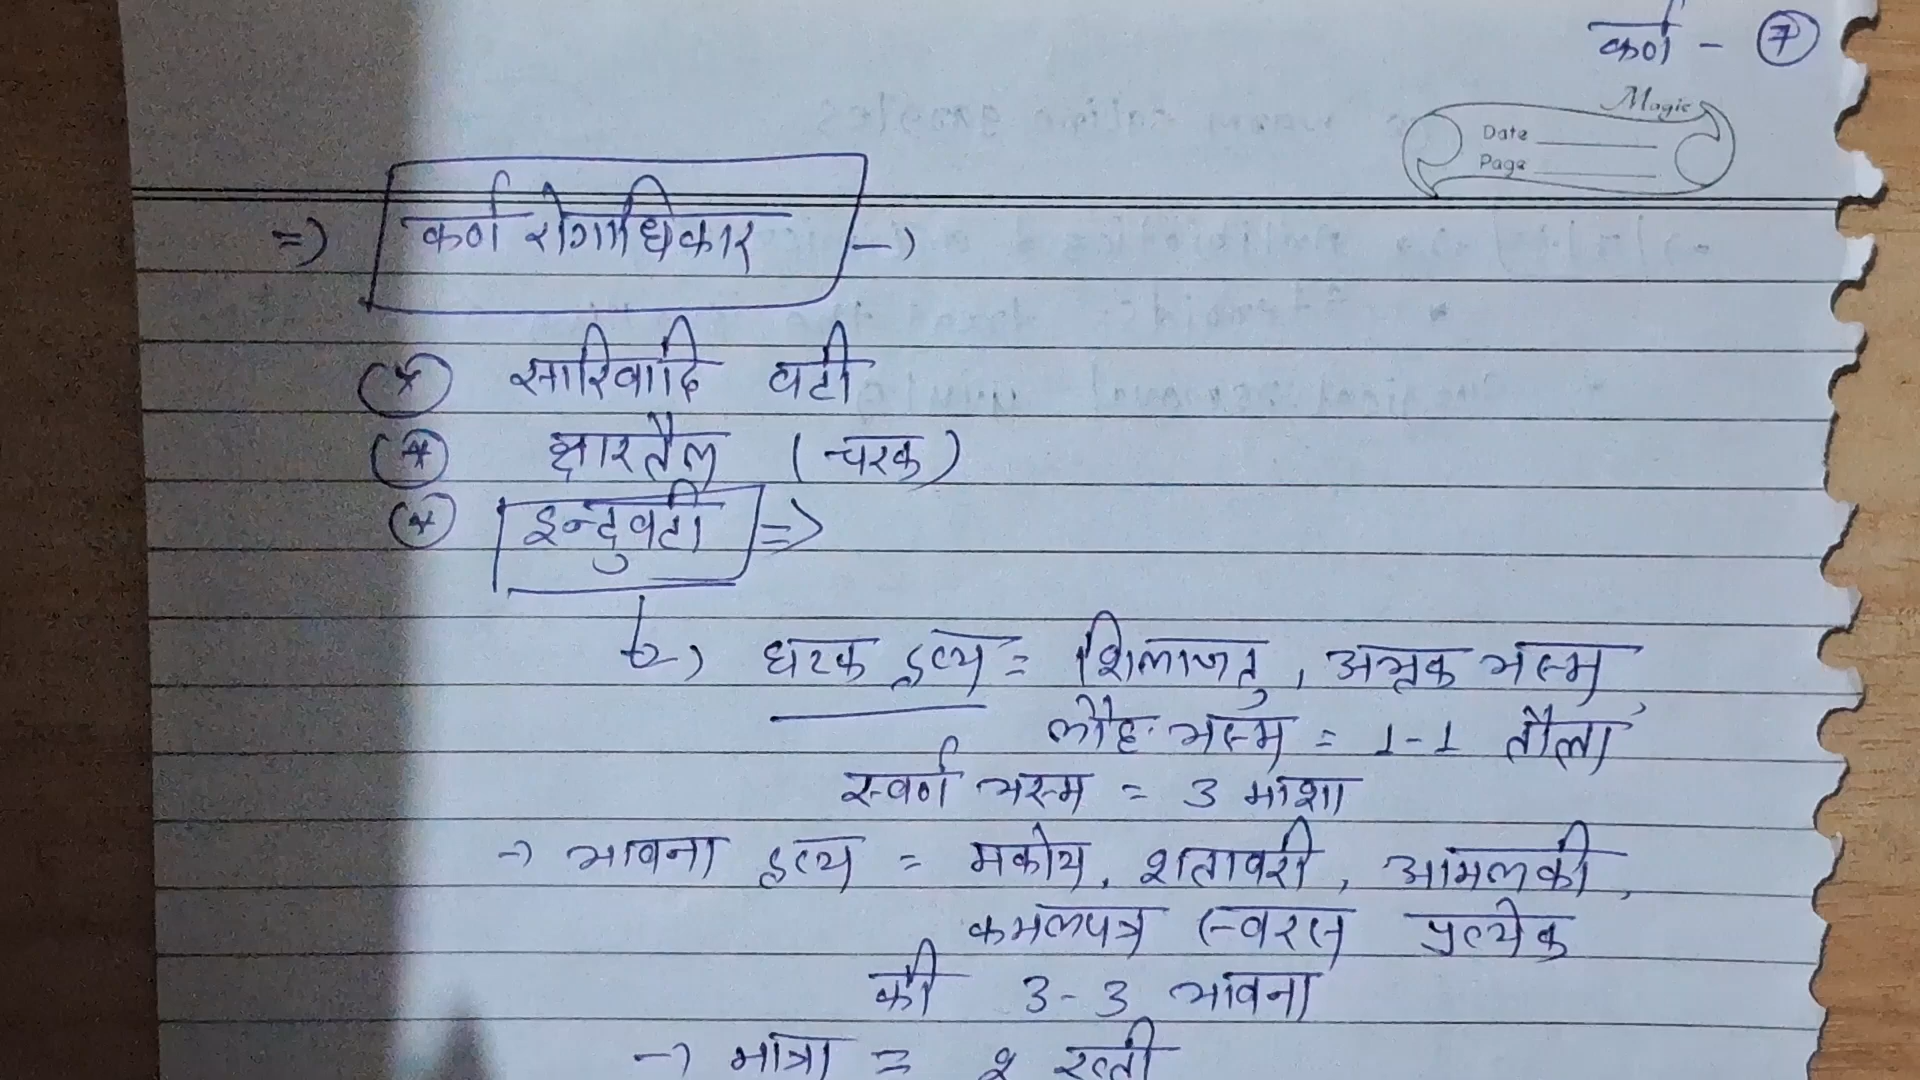 कर्ण - 7
Magic
Date
Page
=> कर्ण रोगाधिकार ->
* सारिवादि वटी
* क्षारतैल (चरक)
* इन्दुवटी =>
घटक द्रव्य = शिलाजतु, अभ्रक भस्म,
लौह भस्म = 1-1 तोला
स्वर्ण भस्म = 3 माशा
-> भावना द्रव्य = मकोय, शतावरी, आमलकी,
कमलपत्र स्वरस प्रत्येक
की 3-3 भावना
-> मात्रा = 2 रत्ती